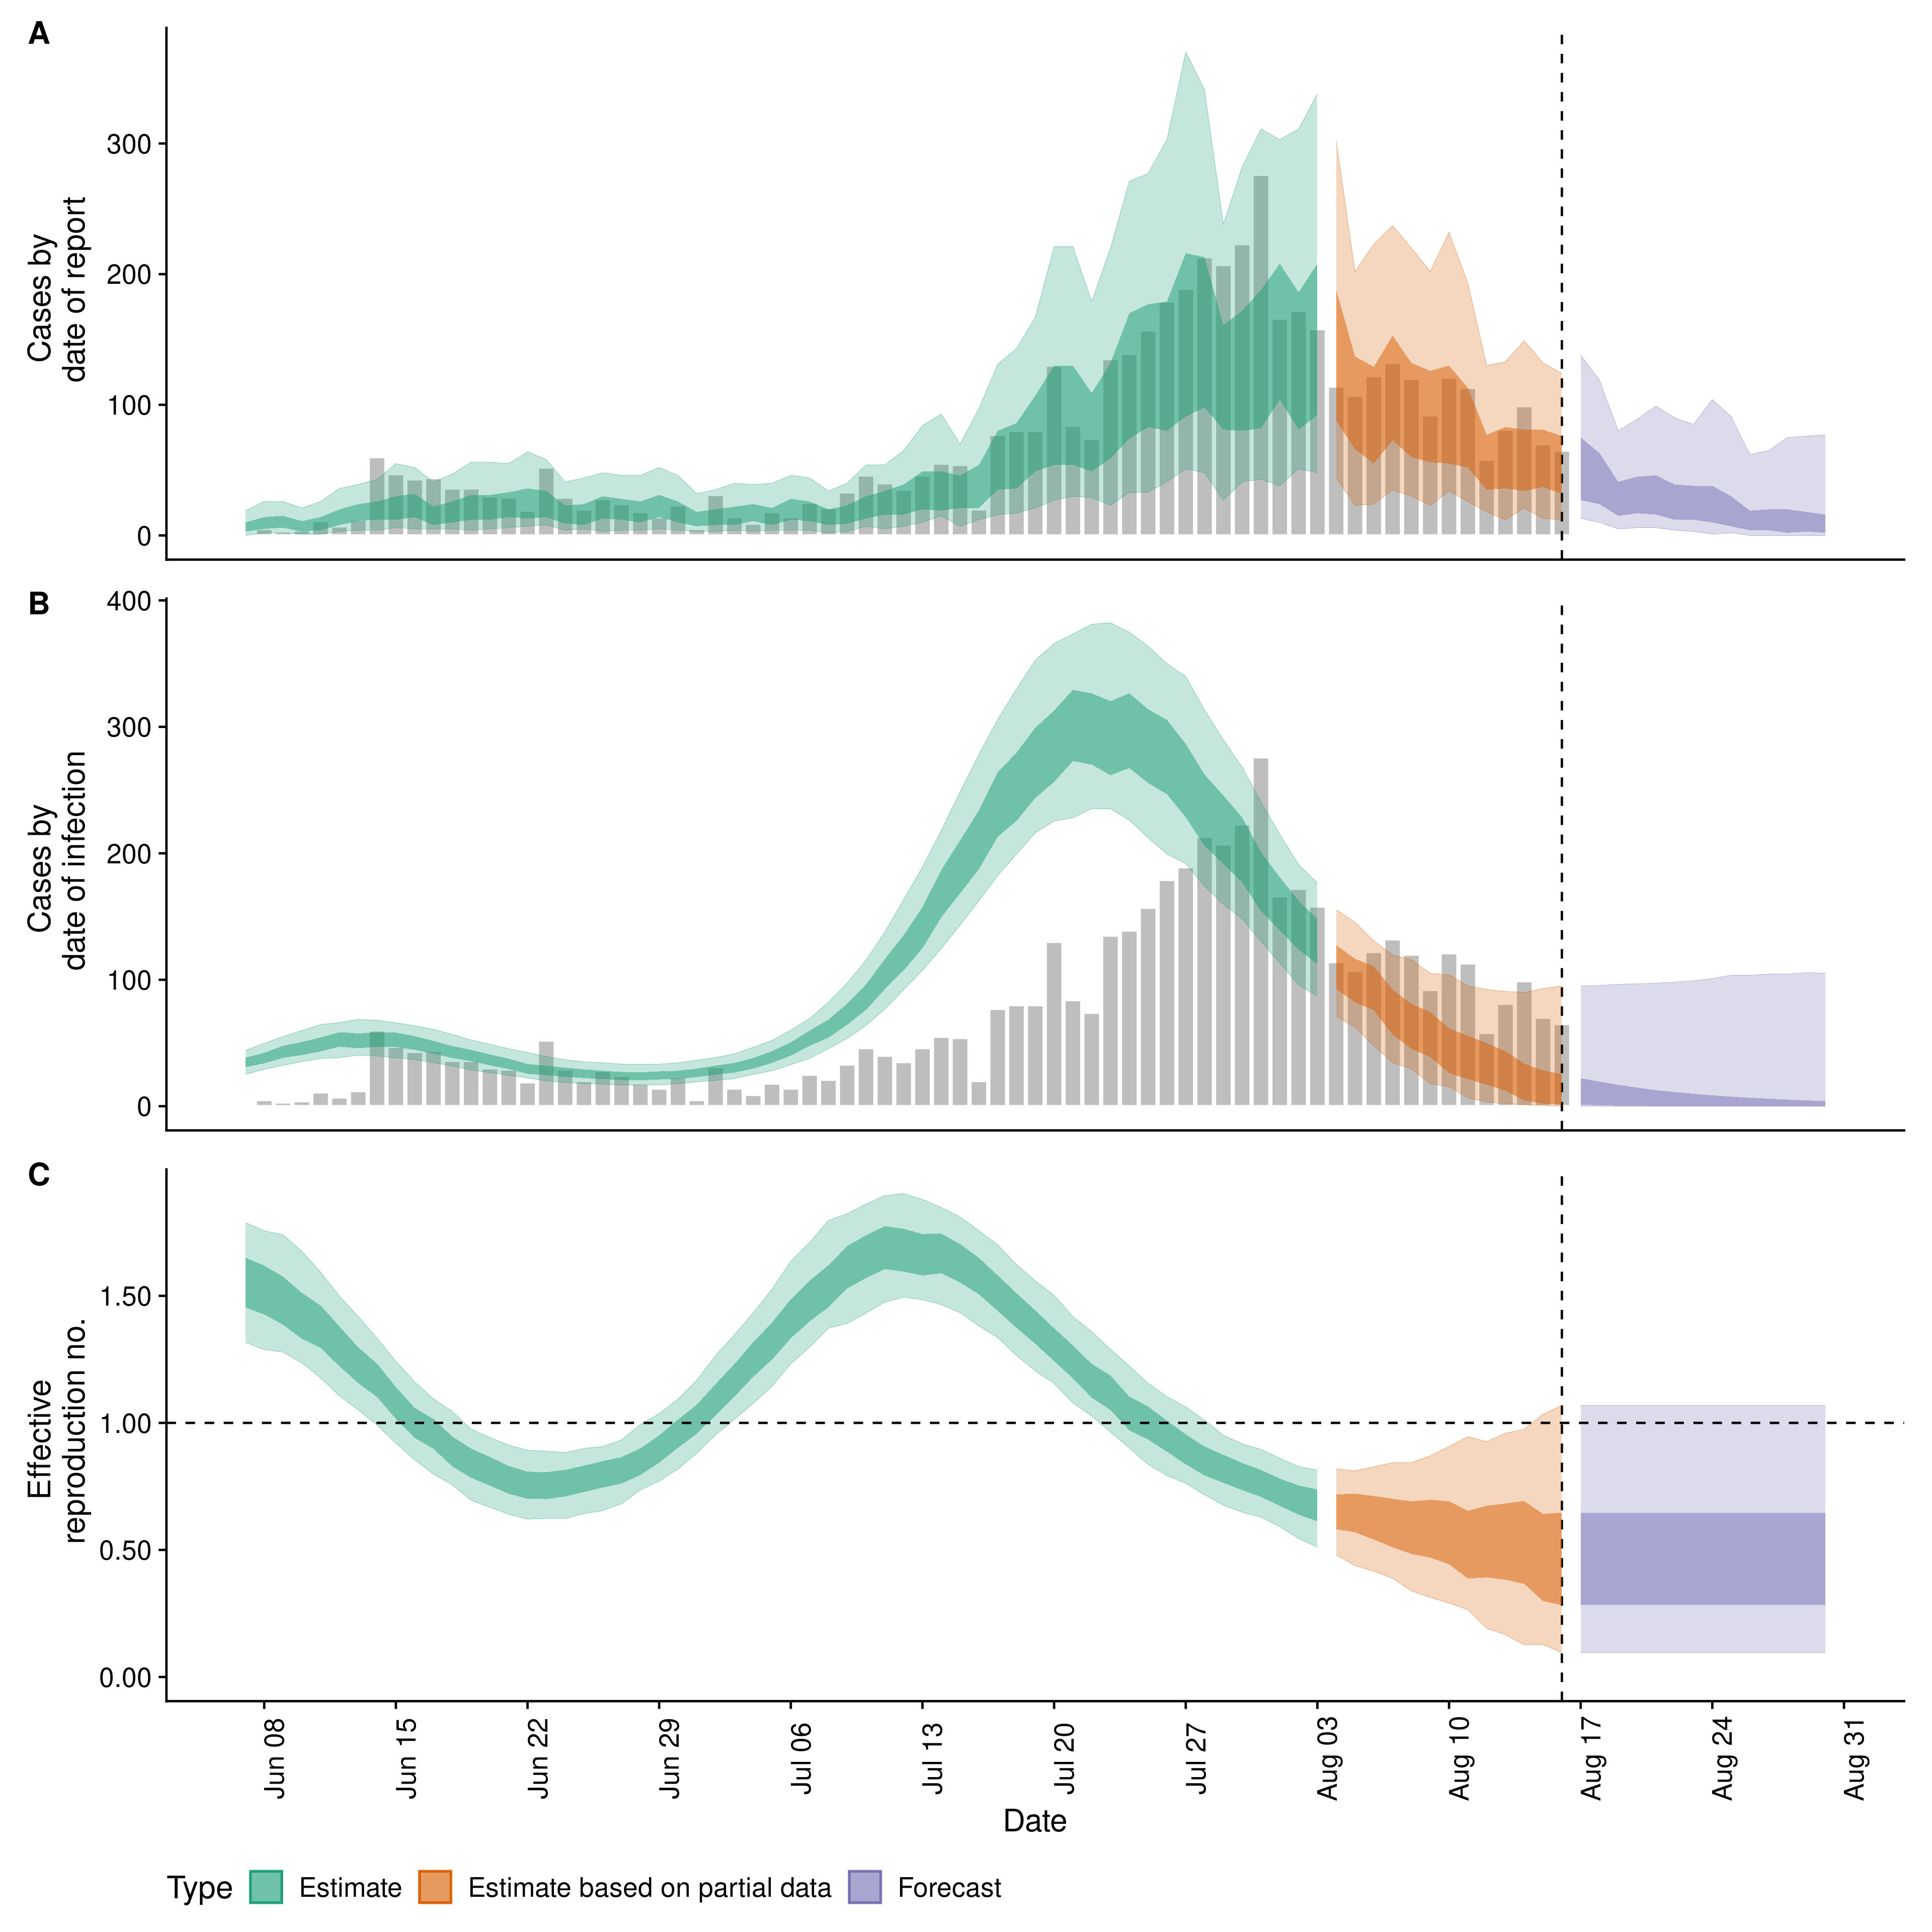 A
Cases by
date of report
300
200
100
0
B
Cases by
date of infection
400
300
200
100
0
C
Effective
reproduction no.
1.50
1.00
0.50
0.00
Jun 08
Jun 15
Jun 22
Jun 29
Jul 06
Jul 13
Jul 20
Jul 27
Aug 03
Aug 10
Aug 17
Aug 24
Aug 31
Date
Type Estimate Estimate based on partial data Forecast